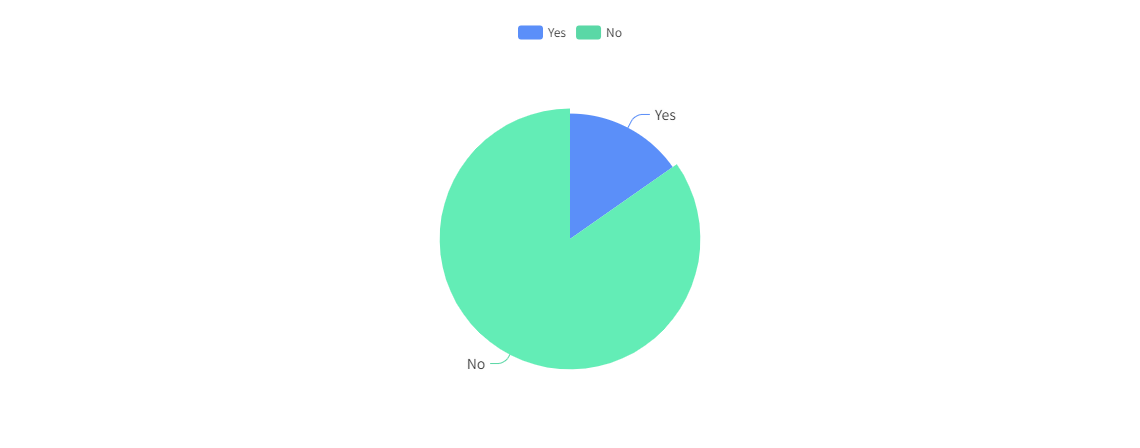 Yes No
Yes
No